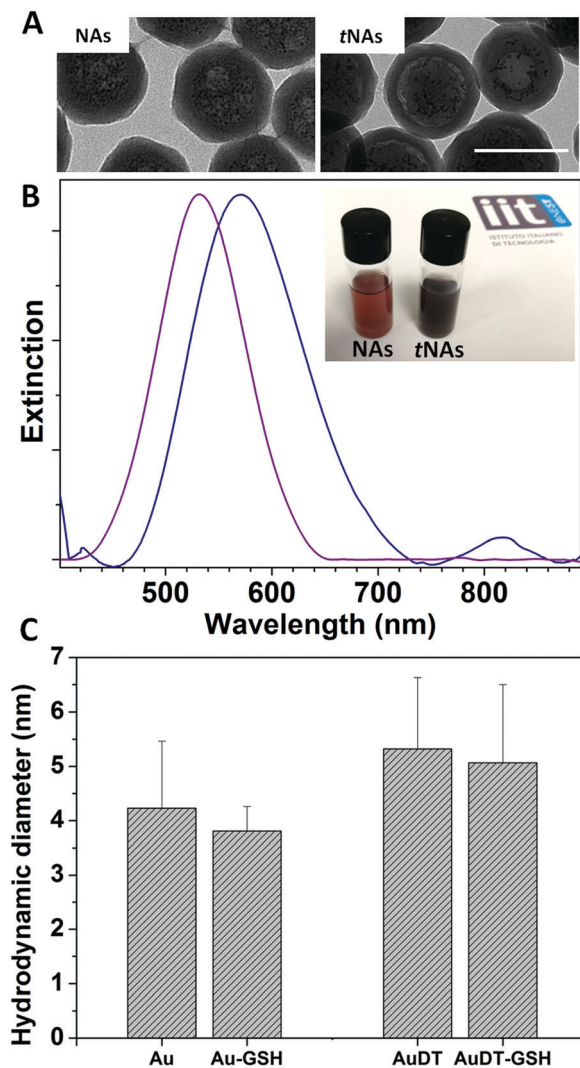 A
NAs
tNAs
B
Extinction
iit
ISTITUTO ITALIANO
DI TECNOLOGIA
NAs
tNAs
500
600
700
800
Wavelength (nm)
C
Hydrodynamic diameter (nm)
7
6
5
4
3
2
1
0
Au
Au-GSH
AuDT
AuDT-GSH